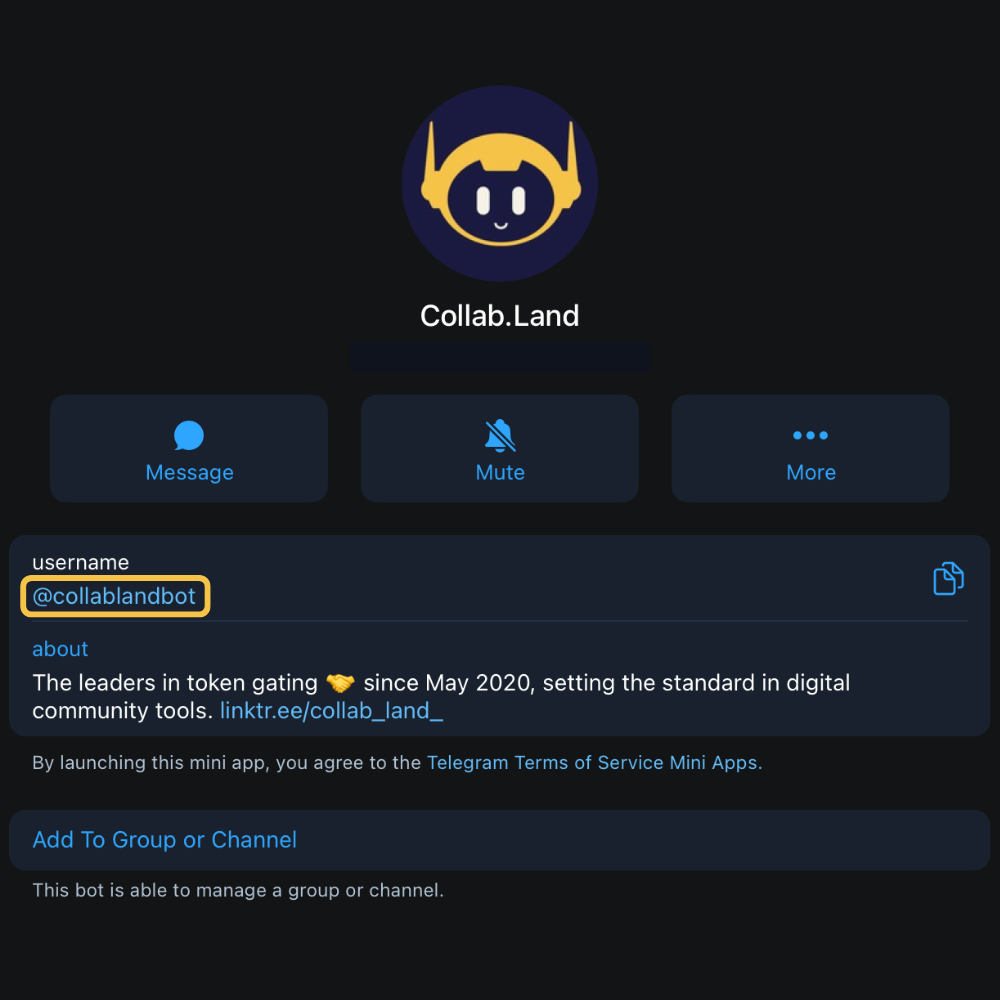 Collab.Land
Message
Mute
More
username
@collablandbot
about
The leaders in token gating 🤝 since May 2020, setting the standard in digital
community tools. linktr.ee/collab_land_
By launching this mini app, you agree to the Telegram Terms of Service Mini Apps.
Add To Group or Channel
This bot is able to manage a group or channel.